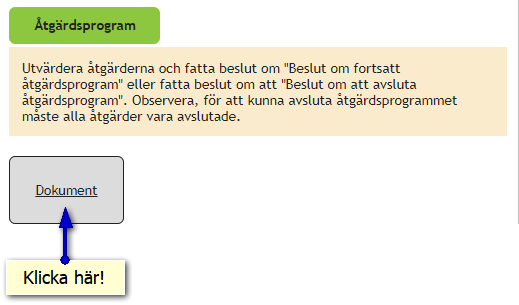 Åtgärdsprogram
Utvärdera åtgärderna och fatta beslut om "Beslut om fortsatt
åtgärdsprogram" eller fatta beslut om att "Beslut om att avsluta
åtgärdsprogram". Observera, för att kunna avsluta åtgärdsprogrammet
måste alla åtgärder vara avslutade.
Dokument
Klicka här!